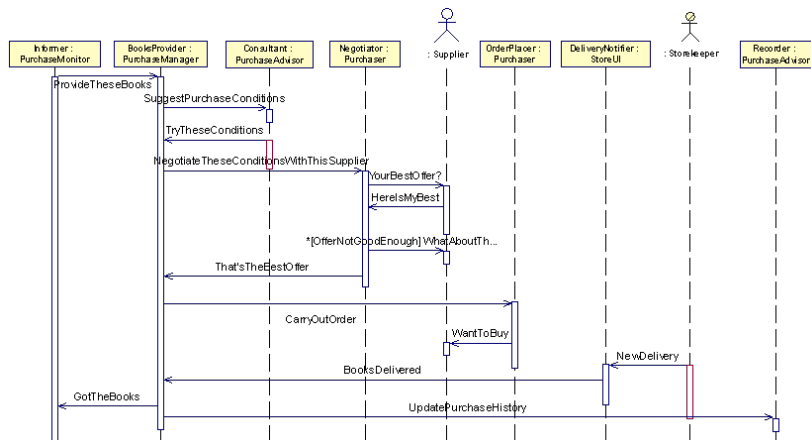 Informer :
PurchaseMonitor
BooksProvider :
PurchaseManager
Consultant :
PurchaseAdvisor
Negotiator :
Purchaser
: Supplier
OrderPlacer :
Purchaser
DeliveryNotifier :
StoreUI
: Storekeeper
Recorder :
PurchaseAdvisor
ProvideTheseBooks
SuggestPurchaseConditions
TryTheseConditions
NegotiateTheseConditionsWithThisSupplier
YourBestOffer?
HereIsMyBest
*[OfferNotGoodEnough] WhatAboutTh...
That'sTheBestOffer
CarryOutOrder
WantToBuy
NewDelivery
BooksDelivered
GotTheBooks
UpdatePurchaseHistory